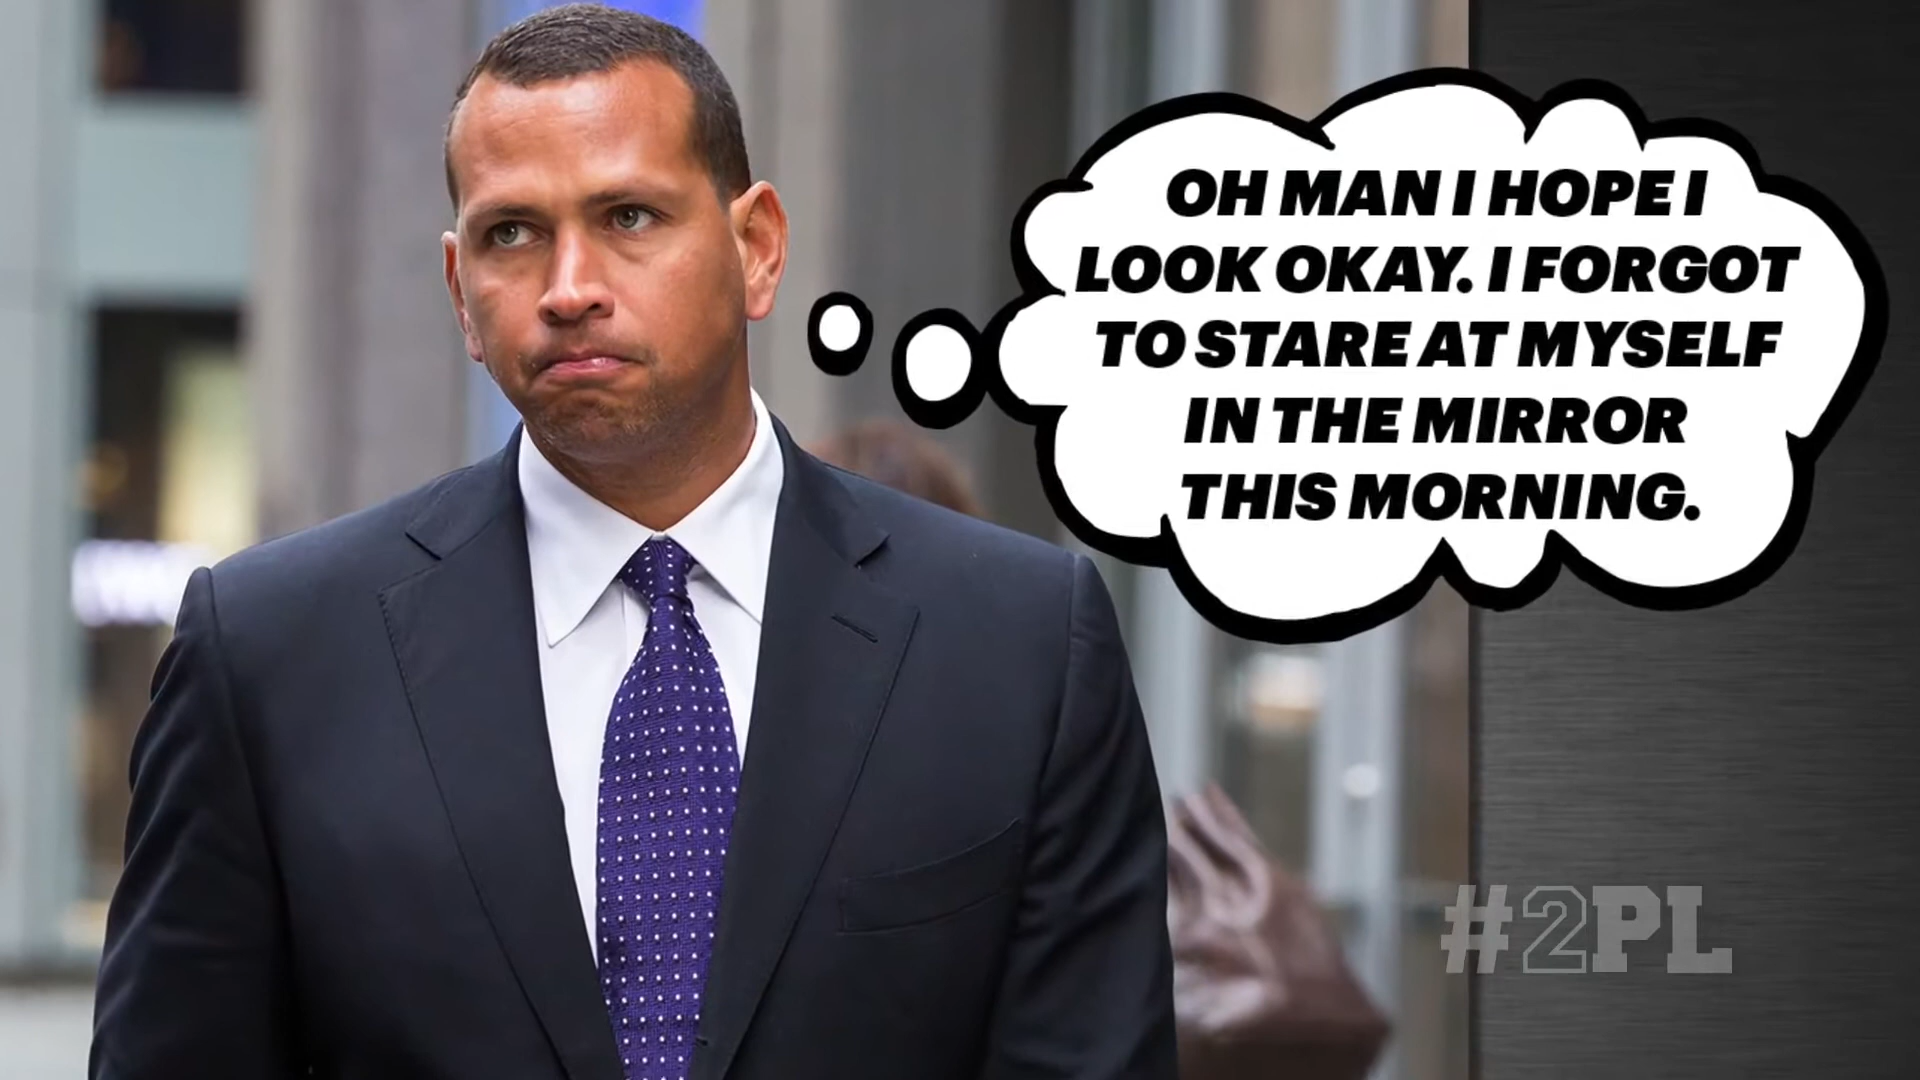 OH MAN I HOPE I
LOOK OKAY. I FORGOT
TO STARE AT MYSELF
IN THE MIRROR
THIS MORNING.
#2PL